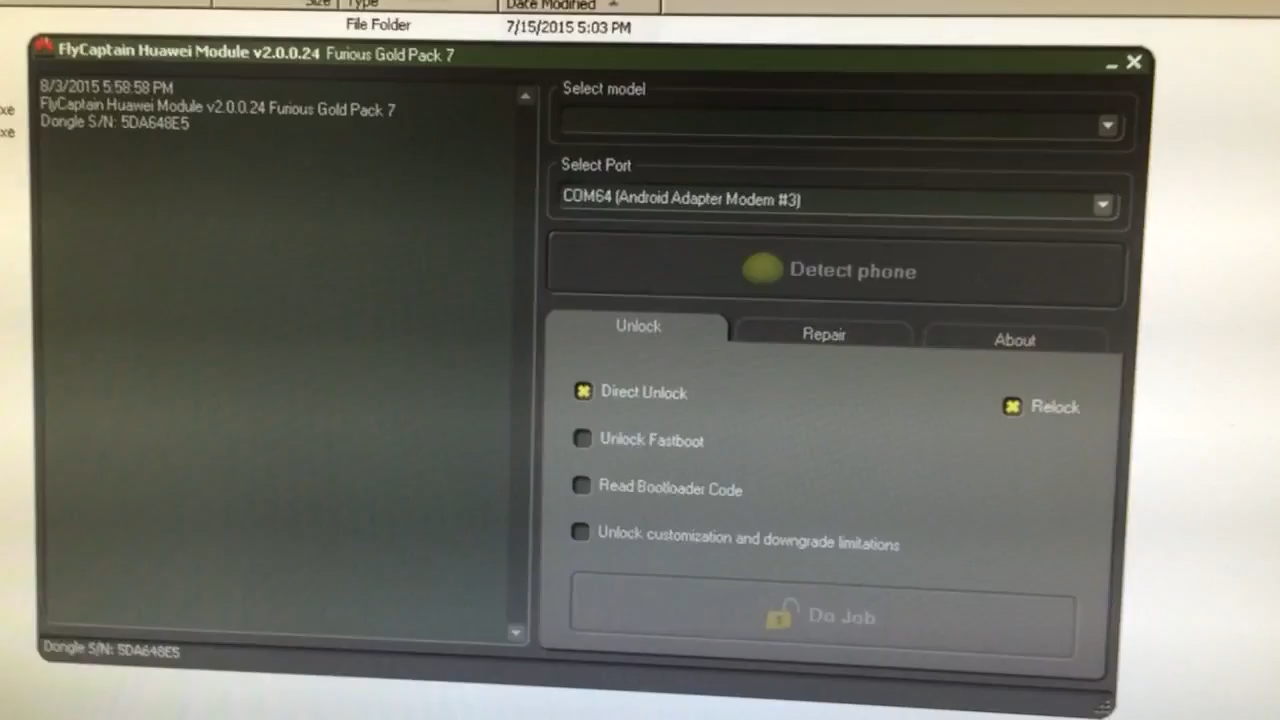 Size Type Date Modified
File Folder 7/15/2015 5:03 PM
xe
xe
FlyCaptain Huawei Module v2.0.0.24 Furious Gold Pack 7
8/3/2015 5:58:58 PM
FlyCaptain Huawei Module v2.0.0.24 Furious Gold Pack 7
Dongle S/N: 5DA648E5
Select model
Select Port
COM64 (Android Adapter Modem #3)
Detect phone
Unlock Repair About
Direct Unlock Relock
Unlock Fastboot
Read Bootloader Code
Unlock customization and downgrade limitations
Do Job
Dongle S/N: 5DA648E5